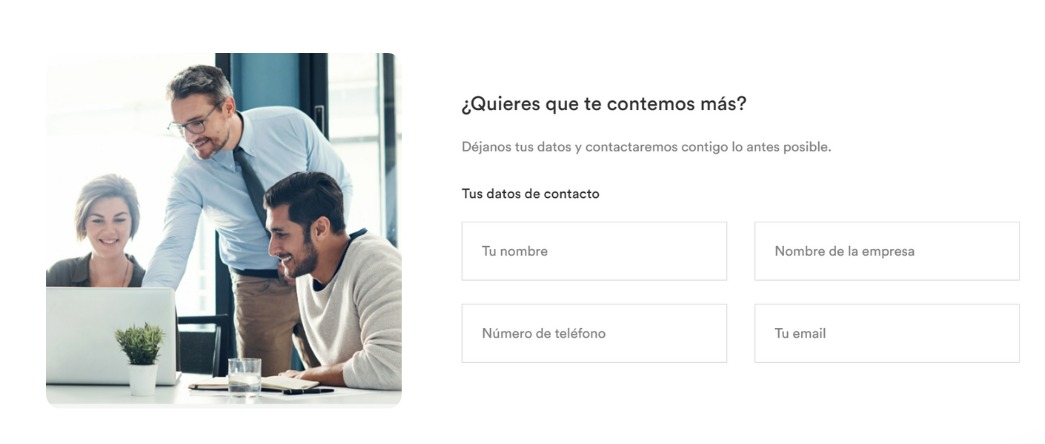 ¿Quieres que te contemos más?
Déjanos tus datos y contactaremos contigo lo antes posible.
Tus datos de contacto
Tu nombre
Nombre de la empresa
Número de teléfono
Tu email